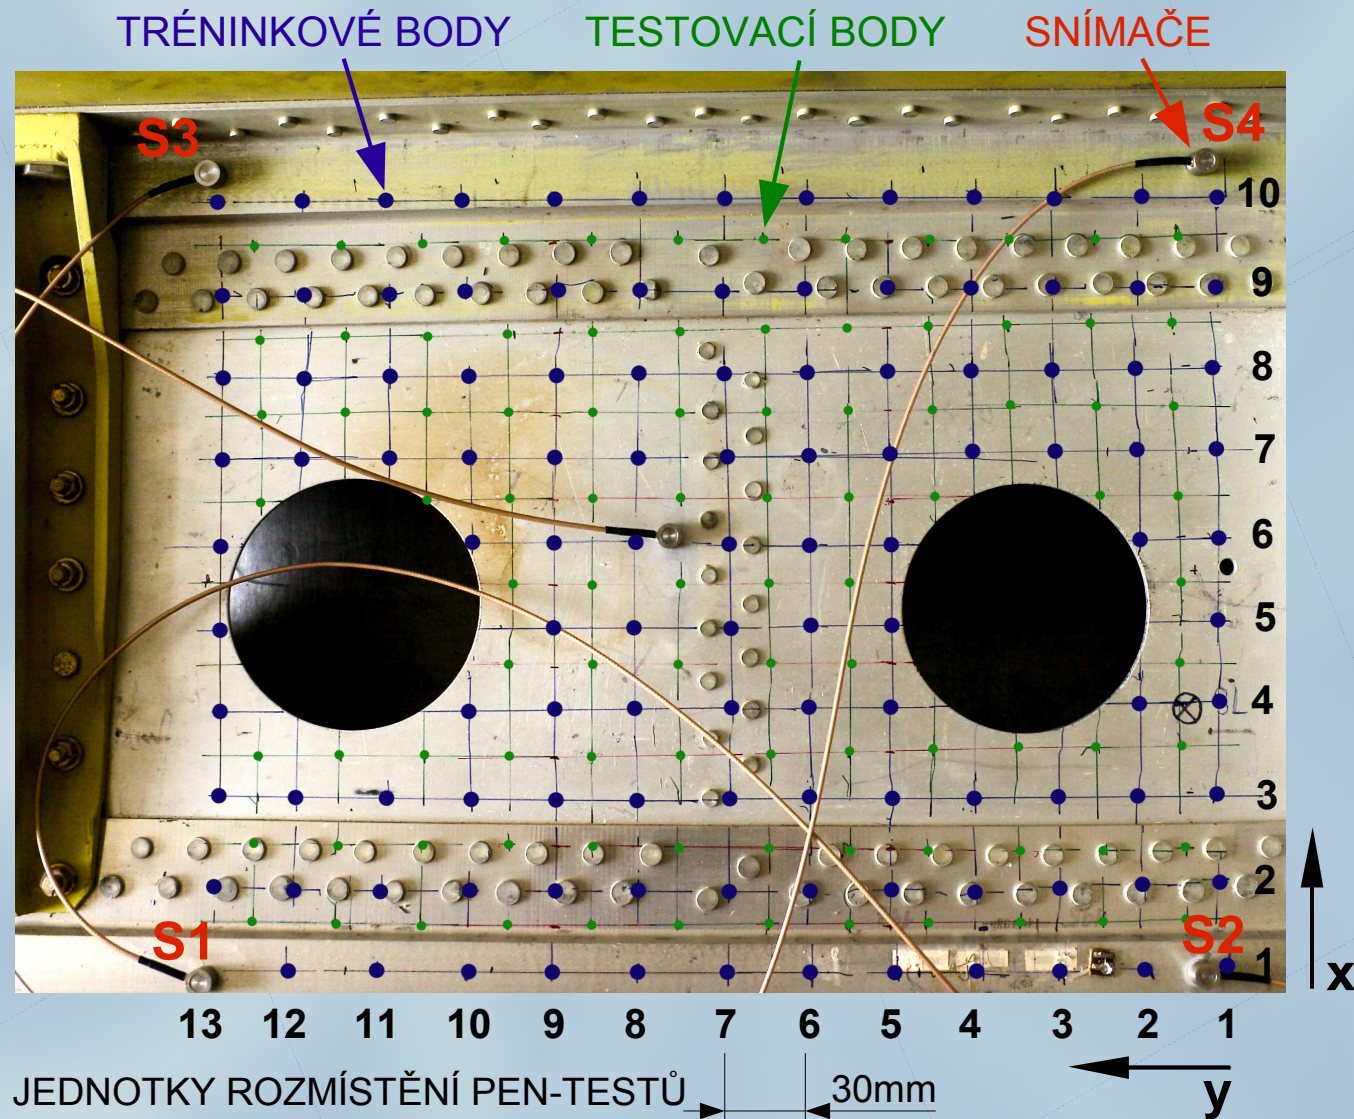 TRÉNINKOVÉ BODY TESTOVACÍ BODY SNÍMAČE
S3 S4
10
9
8
7
6
5
4
3
2
S1 S2 1
x
13 12 11 10 9 8 7 6 5 4 3 2 1
JEDNOTKY ROZMÍSTĚNÍ PEN-TESTŮ 30mm
y